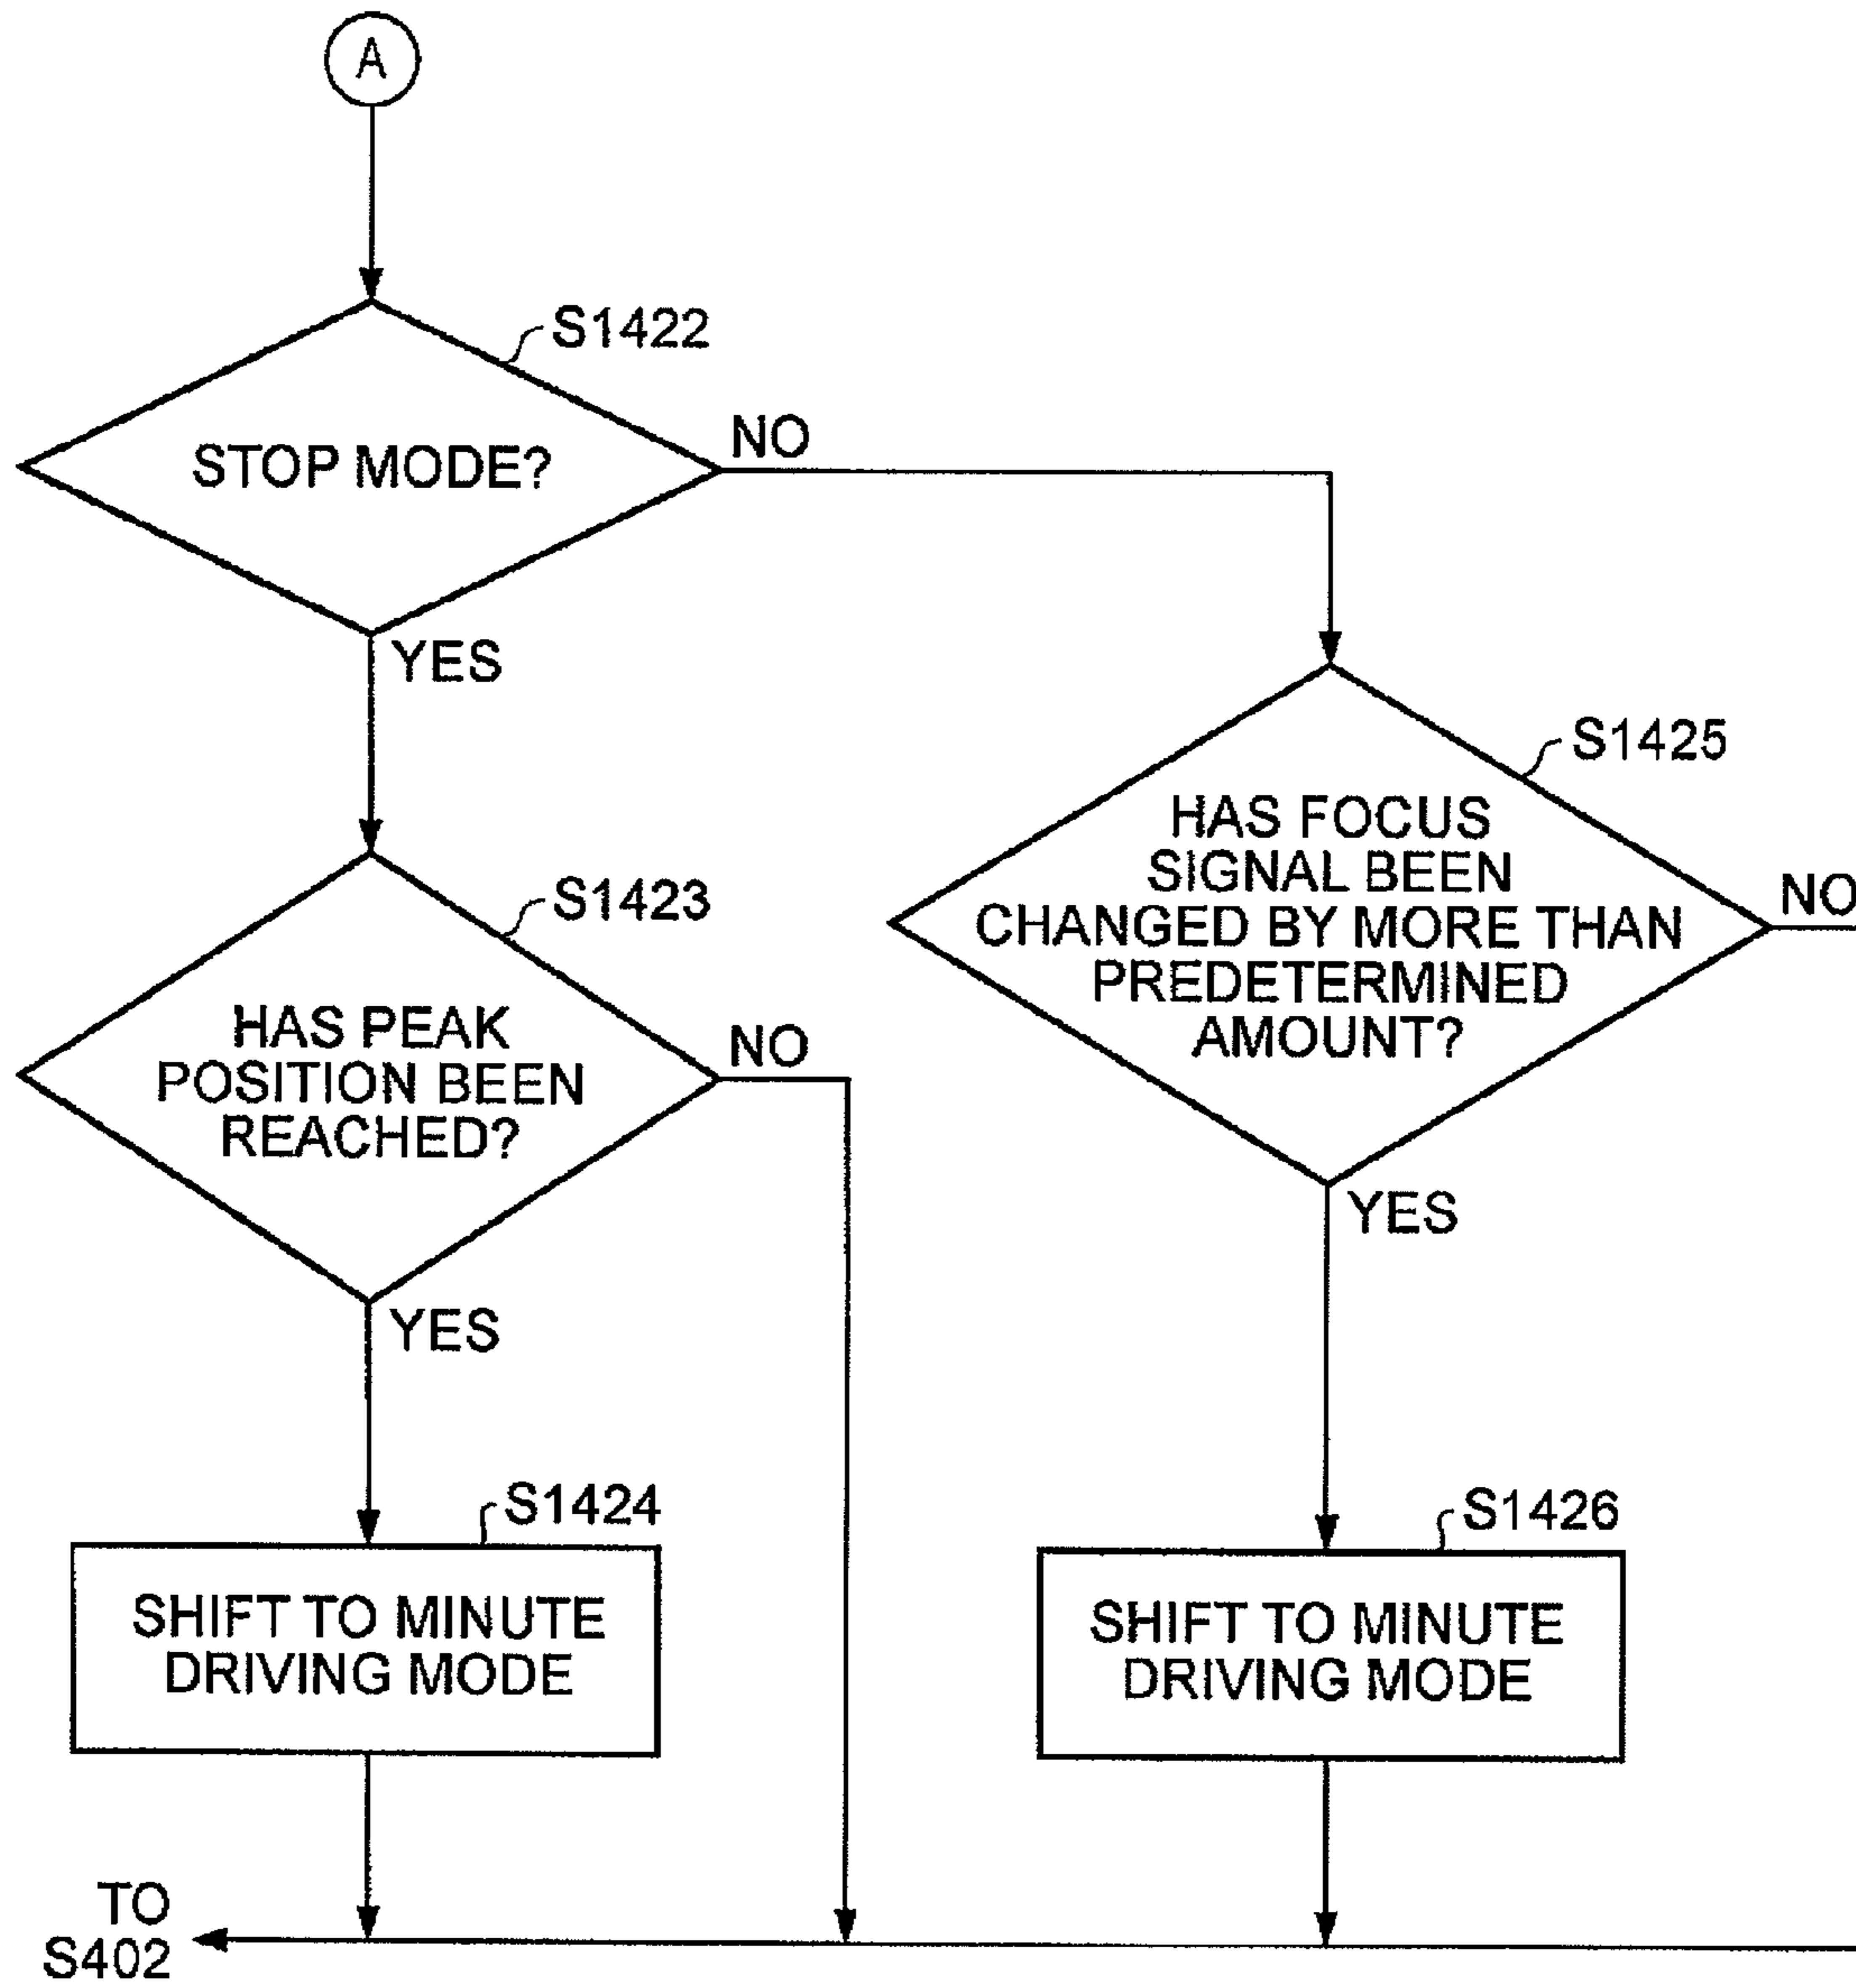 A
S1422
STOP MODE?
NO
YES
S1423
HAS PEAK
POSITION BEEN
REACHED?
NO
YES
S1424
SHIFT TO MINUTE
DRIVING MODE
S1425
HAS FOCUS
SIGNAL BEEN
CHANGED BY MORE THAN
PREDETERMINED
AMOUNT?
NO
YES
S1426
SHIFT TO MINUTE
DRIVING MODE
TO
S402